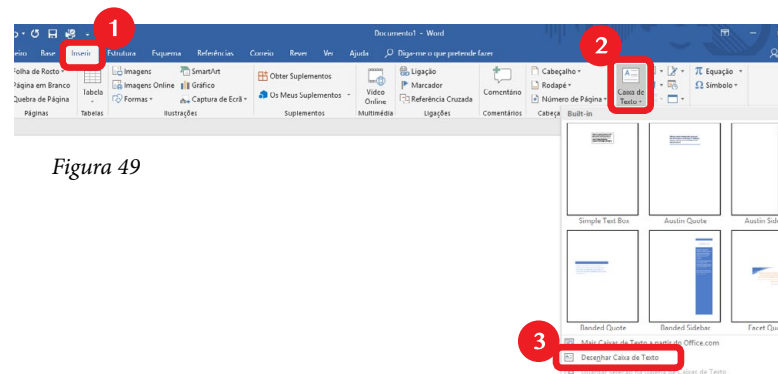 1
Documento1 - Word
2
Base Inserir Estrutura Esquema Referências Correio Rever Ver Ajuda Diga-me o que pretende fazer
Folha de Rosto
Página em Branco
Quebra de Página
Páginas
Tabela
Tabelas
Imagens
Imagens Online
Formas
SmartArt
Gráfico
Captura de Ecrã
Ilustrações
Obter Suplementos
Os Meus Suplementos
Suplementos
Vídeo
Online
Multimédia
Ligação
Marcador
Referência Cruzada
Ligações
Comentário
Comentários
Cabeçalho
Rodapé
Número de Página
Cabeça
Caixa de
Texto
Equação
Símbolo
Built-in
Figura 49
Simple Text Box Austin Quote Austin Sid
Banded Quote Banded Sidebar Facet Qu
3
Mais Caixas de Texto a partir do Office.com
Desenhar Caixa de Texto